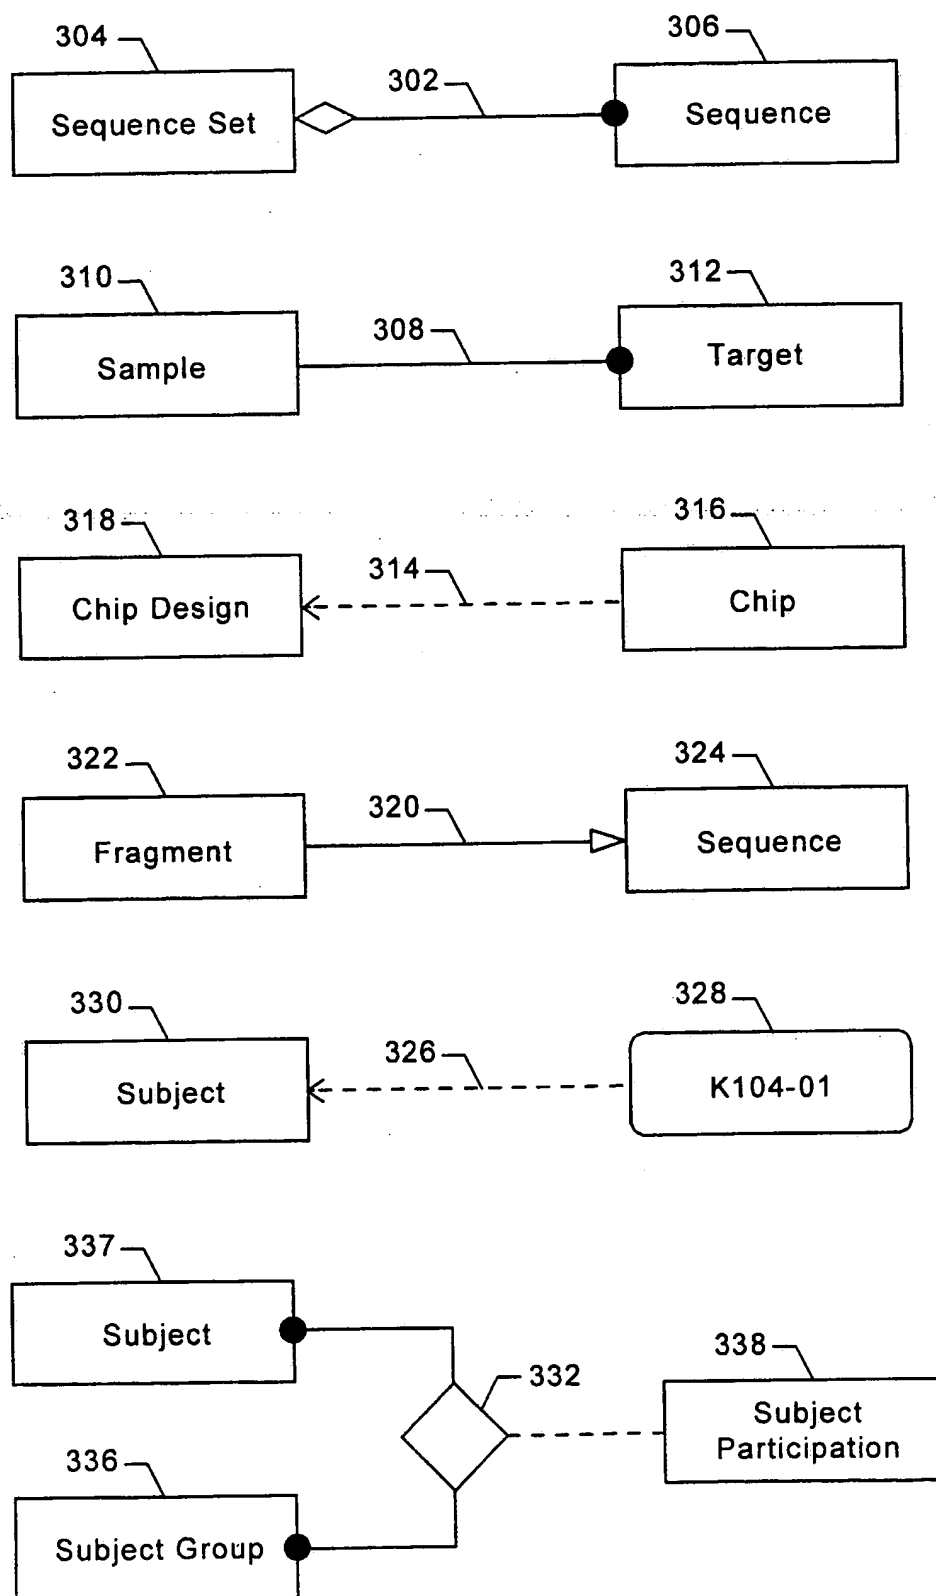 304
302
306
Sequence Set
Sequence
310
308
312
Sample
Target
318
314
316
Chip Design
Chip
322
320
324
Fragment
Sequence
330
326
328
Subject
K104-01
337
Subject
332
338
Subject
Participation
336
Subject Group